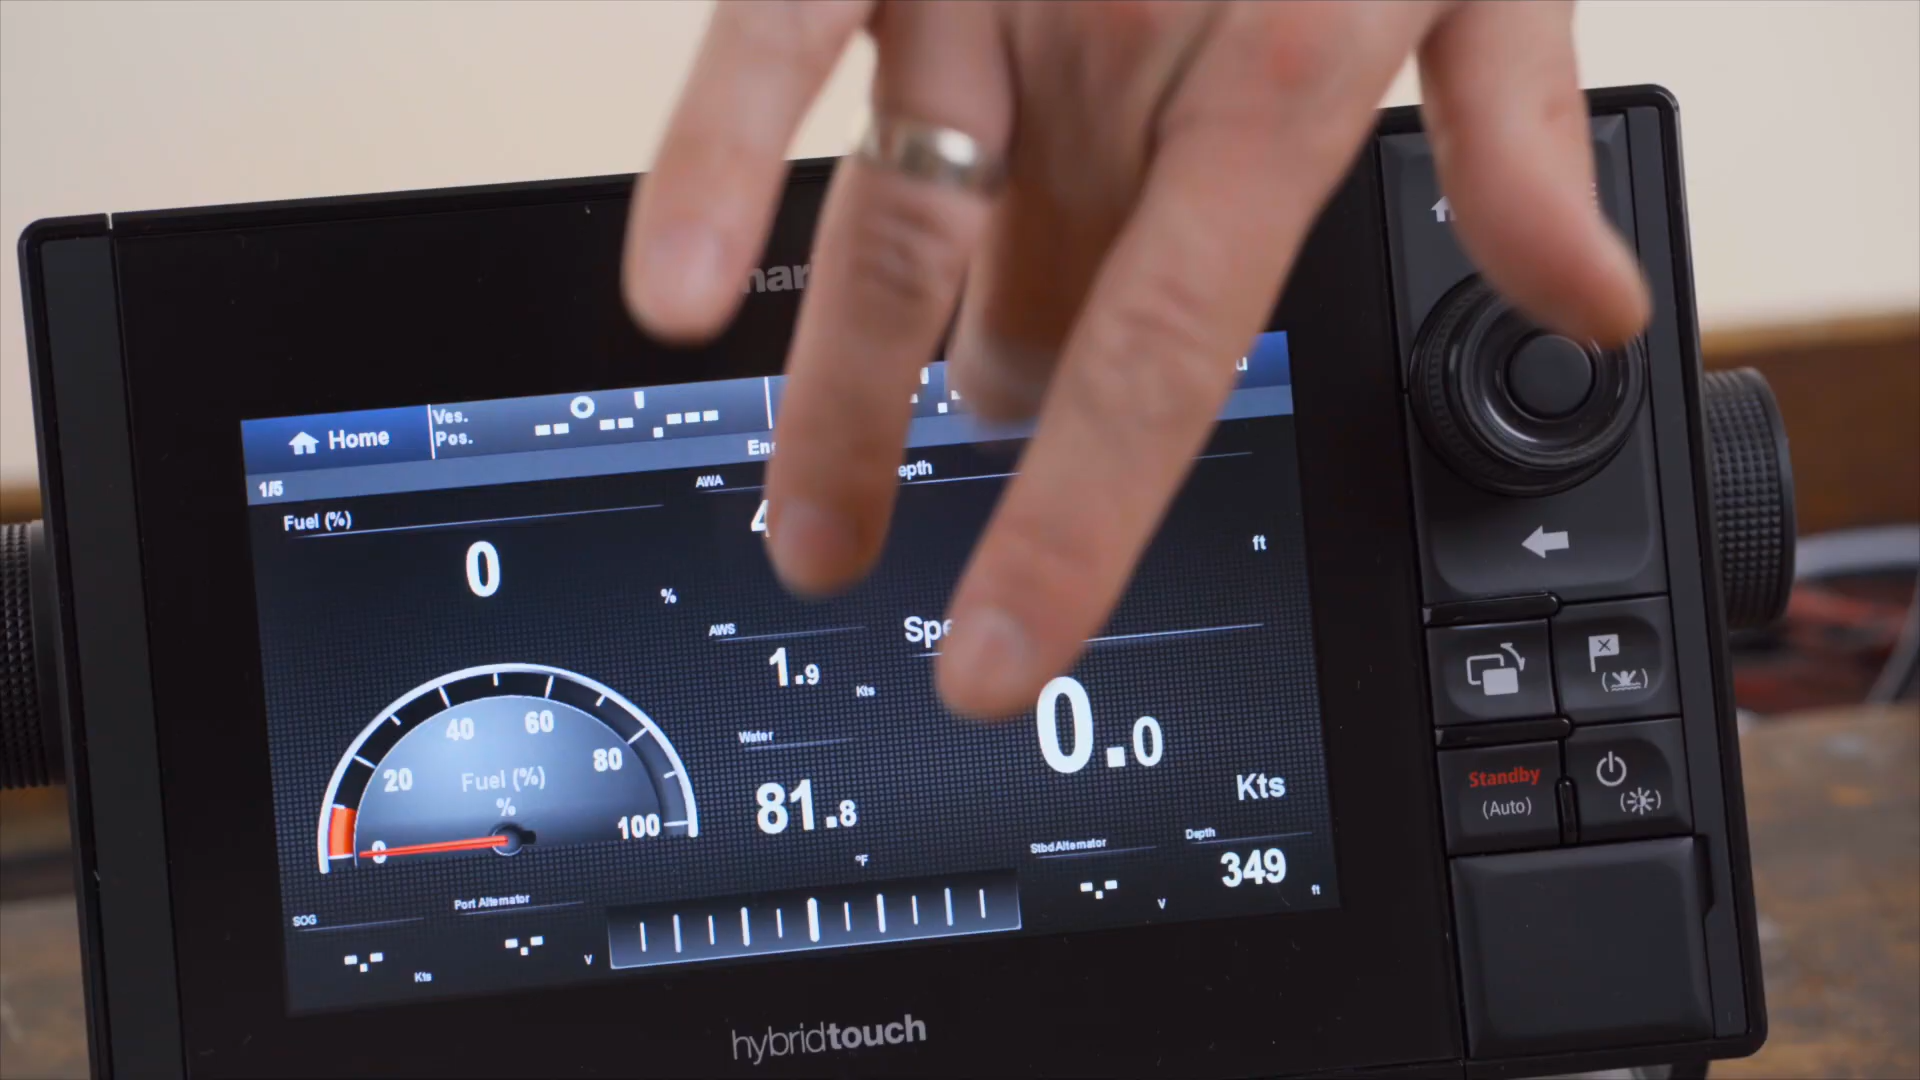 Home
Ves.
Pos.
1/5
Fuel (%)
0
%
AWA
ft
AWS
1.9
Kts
Water
81.8
°F
0.0
Kts
0
20
40
60
80
100
Fuel (%)
%
SOG
-.-
Kts
Port Alternator
-.-
V
Stbd Alternator
-.-
V
Depth
349
ft
hybridtouch
Standby
(Auto)